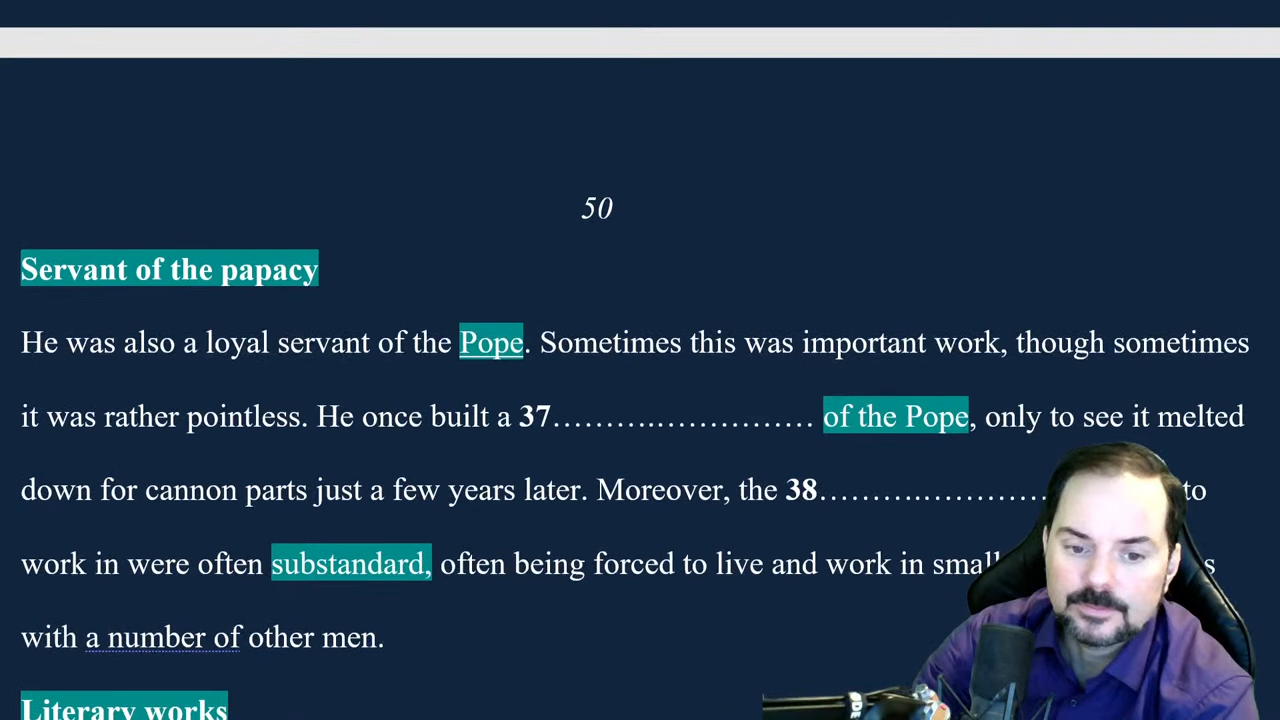 50
Servant of the papacy
He was also a loyal servant of the Pope. Sometimes this was important work, though sometimes
it was rather pointless. He once built a 37……….…………… of the Pope, only to see it melted
down for cannon parts just a few years later. Moreover, the 38……….………… to
work in were often substandard, often being forced to live and work in small
with a number of other men.
Literary works